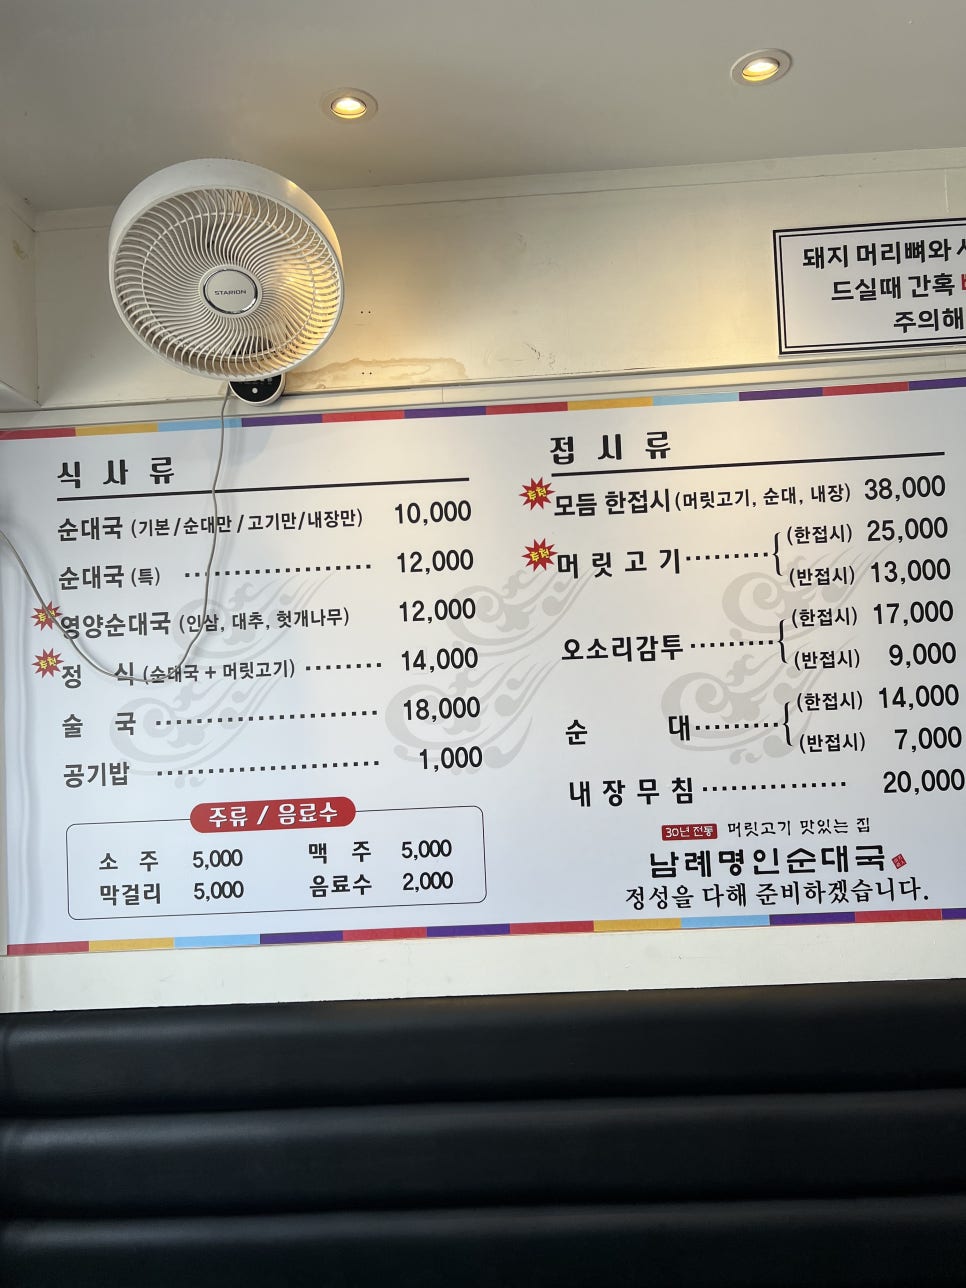 STARION
돼지 머리뼈와
드실때 간혹
주의해
식 사 류
순대국 (기본/순대만/고기만/내장만) 10,000
순대국 (특) 12,000
추천 영양순대국 (인삼, 대추, 헛개나무) 12,000
추천 정 식 (순대국 + 머릿고기) 14,000
술 국 18,000
공기밥 1,000
주류 / 음료수
소 주 5,000 맥 주 5,000
막걸리 5,000 음료수 2,000
접 시 류
추천 모듬 한접시 (머릿고기, 순대, 내장) 38,000
추천 머 릿 고 기 (한접시) 25,000
(반접시) 13,000
오소리감투 (한접시) 17,000
(반접시) 9,000
순 대 (한접시) 14,000
(반접시) 7,000
내 장 무 침 20,000
30년 전통 머릿고기 맛있는 집
남례명인순대국
정성을 다해 준비하겠습니다.